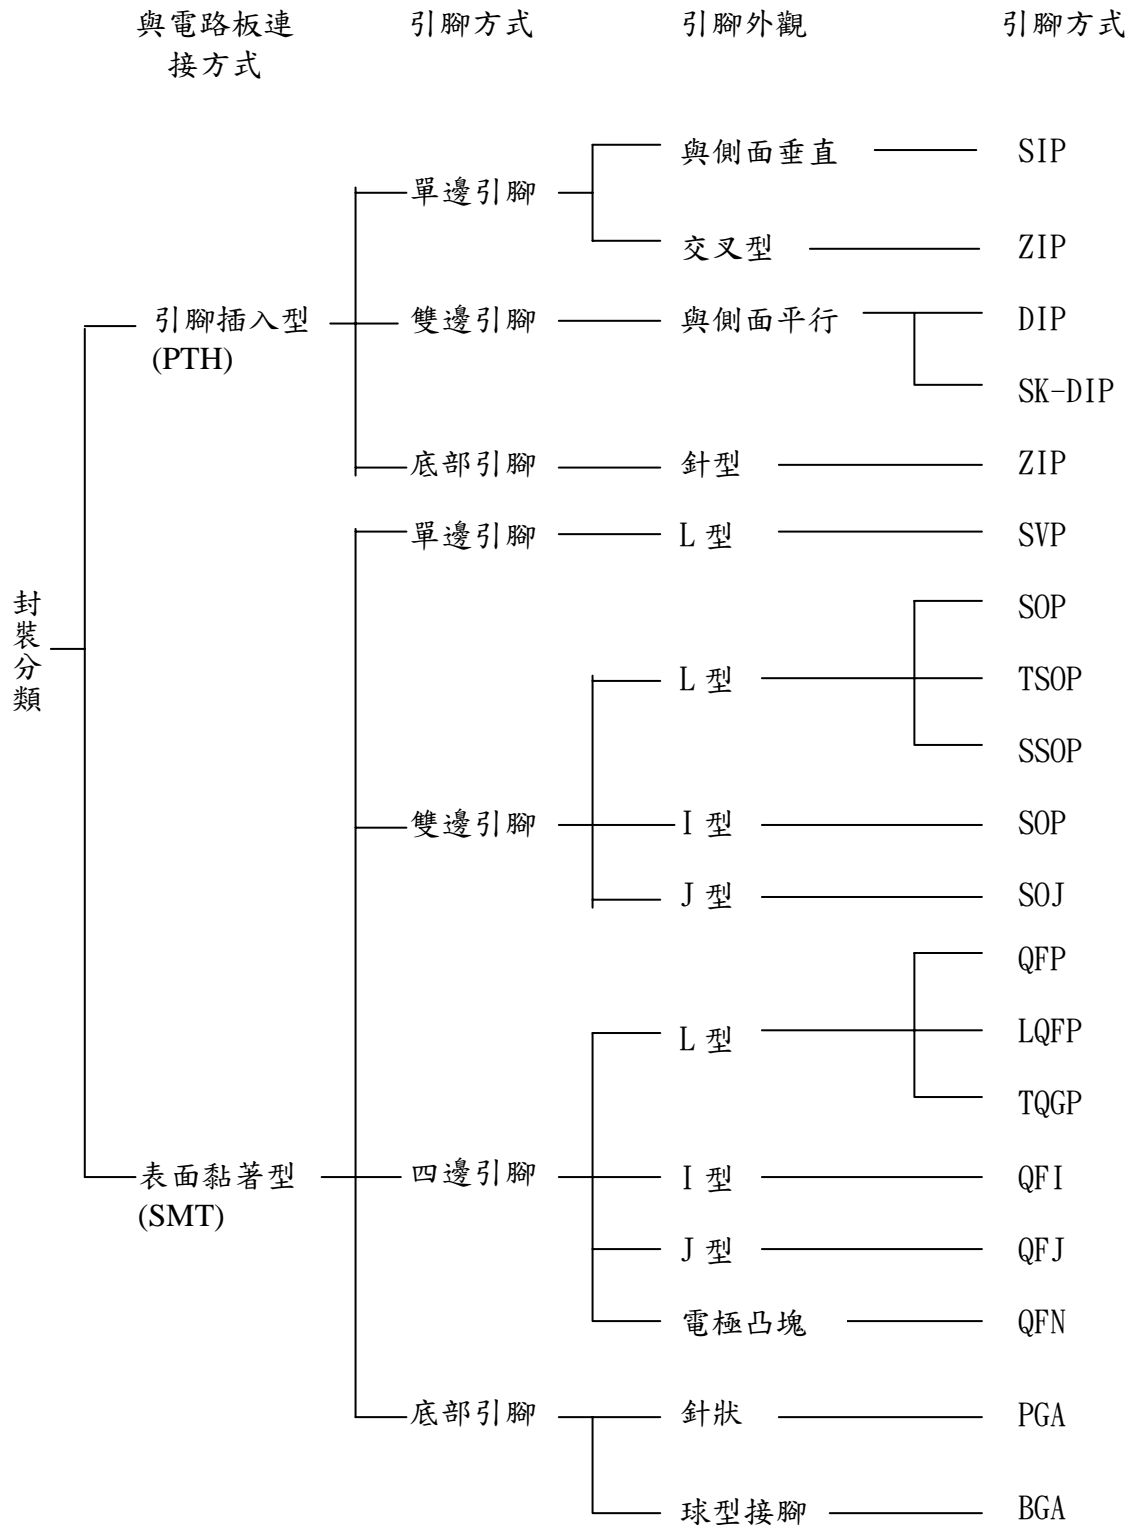 與電路板連
接方式
引腳方式
引腳外觀
引腳方式
與側面垂直
SIP
單邊引腳
交叉型
ZIP
引腳插入型
(PTH)
雙邊引腳
與側面平行
DIP
SK-DIP
底部引腳
針型
ZIP
單邊引腳
L 型
SVP
封裝分類
SOP
L 型
TSOP
SSOP
雙邊引腳
I 型
SOP
J 型
SOJ
QFP
L 型
LQFP
TQGP
表面黏著型
(SMT)
四邊引腳
I 型
QFI
J 型
QFJ
電極凸塊
QFN
底部引腳
針狀
PGA
球型接腳
BGA